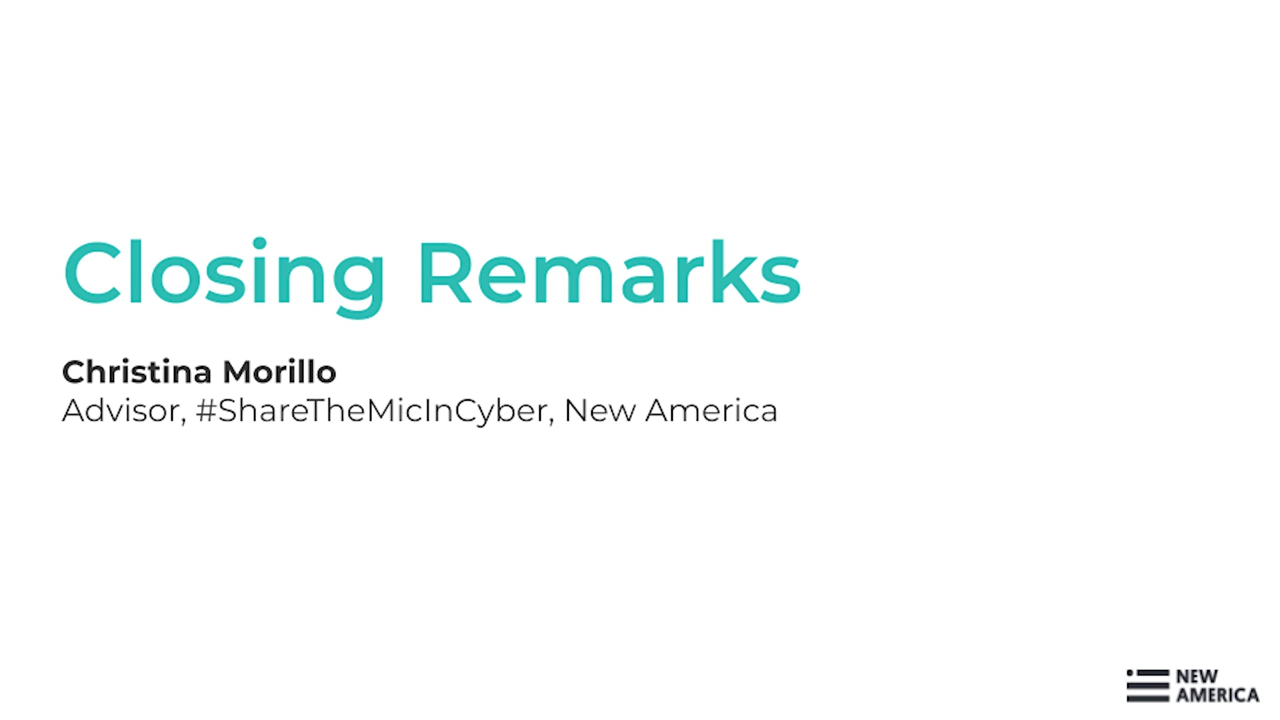 Closing Remarks
Christina Morillo
Advisor, #ShareTheMicInCyber, New America
NEW
AMERICA